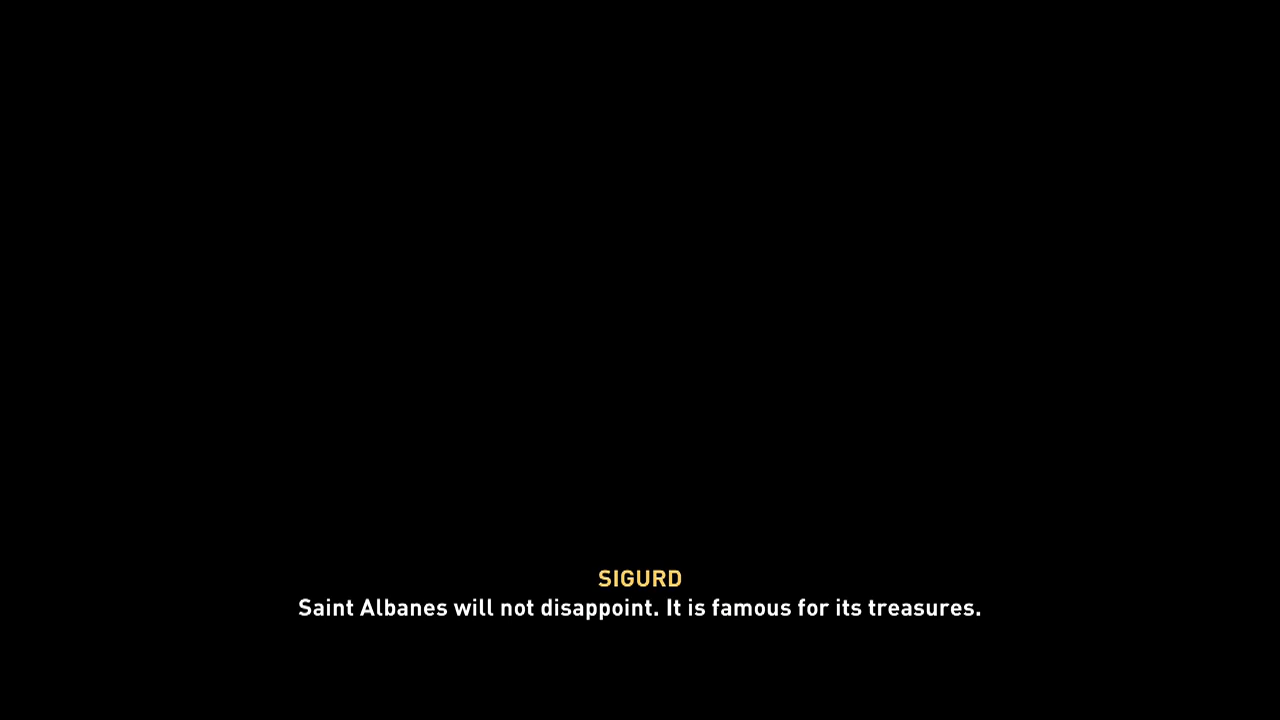 SIGURD
Saint Albanes will not disappoint. It is famous for its treasures.